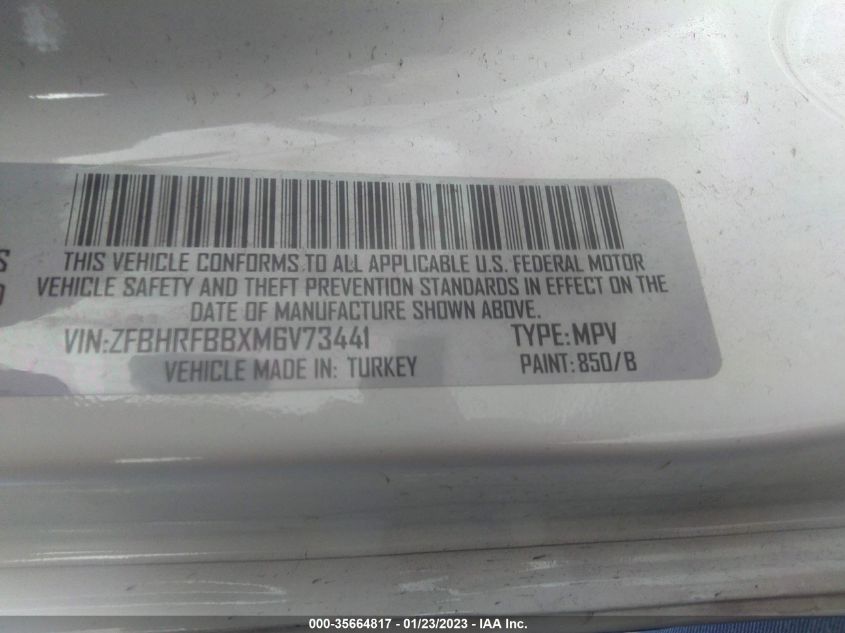 S
THIS VEHICLE CONFORMS TO ALL APPLICABLE U.S. FEDERAL MOTOR
VEHICLE SAFETY AND THEFT PREVENTION STANDARDS IN EFFECT ON THE
DATE OF MANUFACTURE SHOWN ABOVE.
VIN:ZFBHRFBBXM6V73441 TYPE:MPV
VEHICLE MADE IN: TURKEY PAINT: 850/B
000-35664817 - 01/23/2023 - IAA Inc.